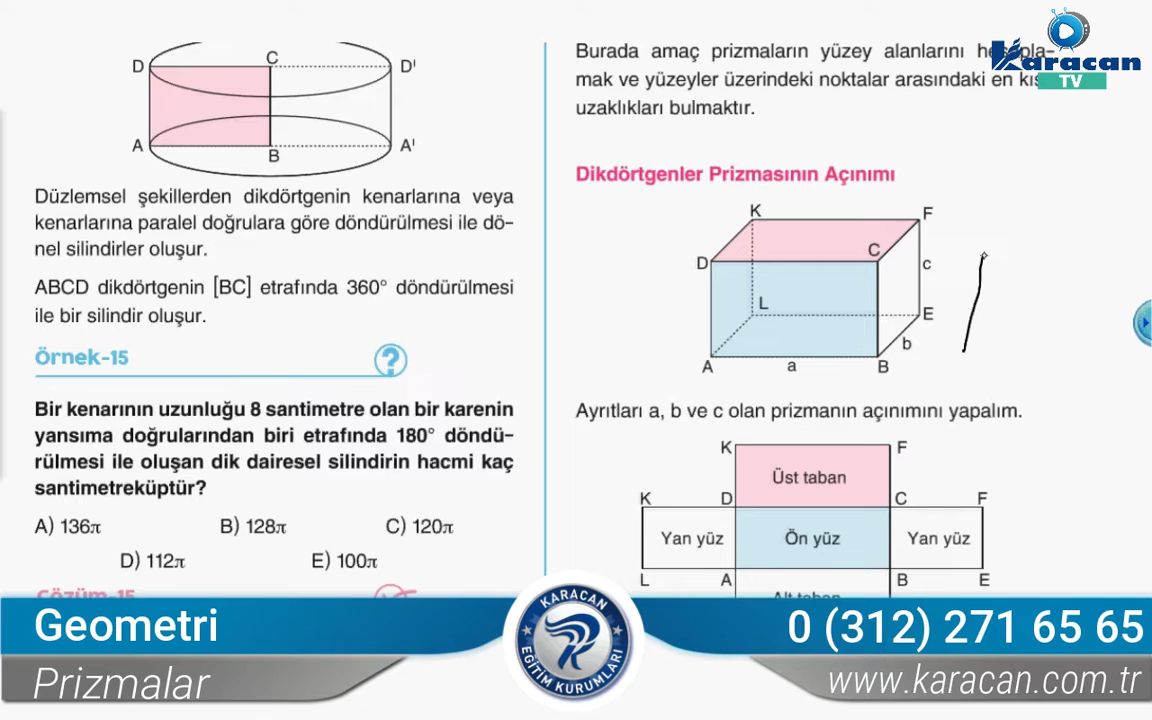 D
C
D'
A
B
A'
Düzlemsel şekillerden dikdörtgenin kenarlarına veya
kenarlarına paralel doğrulara göre döndürülmesi ile dö-
nel silindirler oluşur.
ABCD dikdörtgenin [BC] etrafında 360° döndürülmesi
ile bir silindir oluşur.
Örnek-15
?
Bir kenarının uzunluğu 8 santimetre olan bir karenin
yansıma doğrularından biri etrafında 180° döndü-
rülmesi ile oluşan dik dairesel silindirin hacmi kaç
santimetreküptür?
A) 136π B) 128π C) 120π
D) 112π E) 100π
Çözüm-15
Burada amaç prizmaların yüzey alanlarını
mak ve yüzeyler üzerindeki noktalar arasındaki en
uzaklıkları bulmaktır.
Dikdörtgenler Prizmasının Açınımı
K
F
D
C
c
L
E
b
A
a
B
Ayrıtları a, b ve c olan prizmanın açınımını yapalım.
K
F
Üst taban
K D C F
Yan yüz Ön yüz Yan yüz
L A B E
Alt taban
Karacan
TV
Geometri
Prizmalar
KARACAN
EĞİTİM KURUMLARI
0 (312) 271 65 65
www.karacan.com.tr